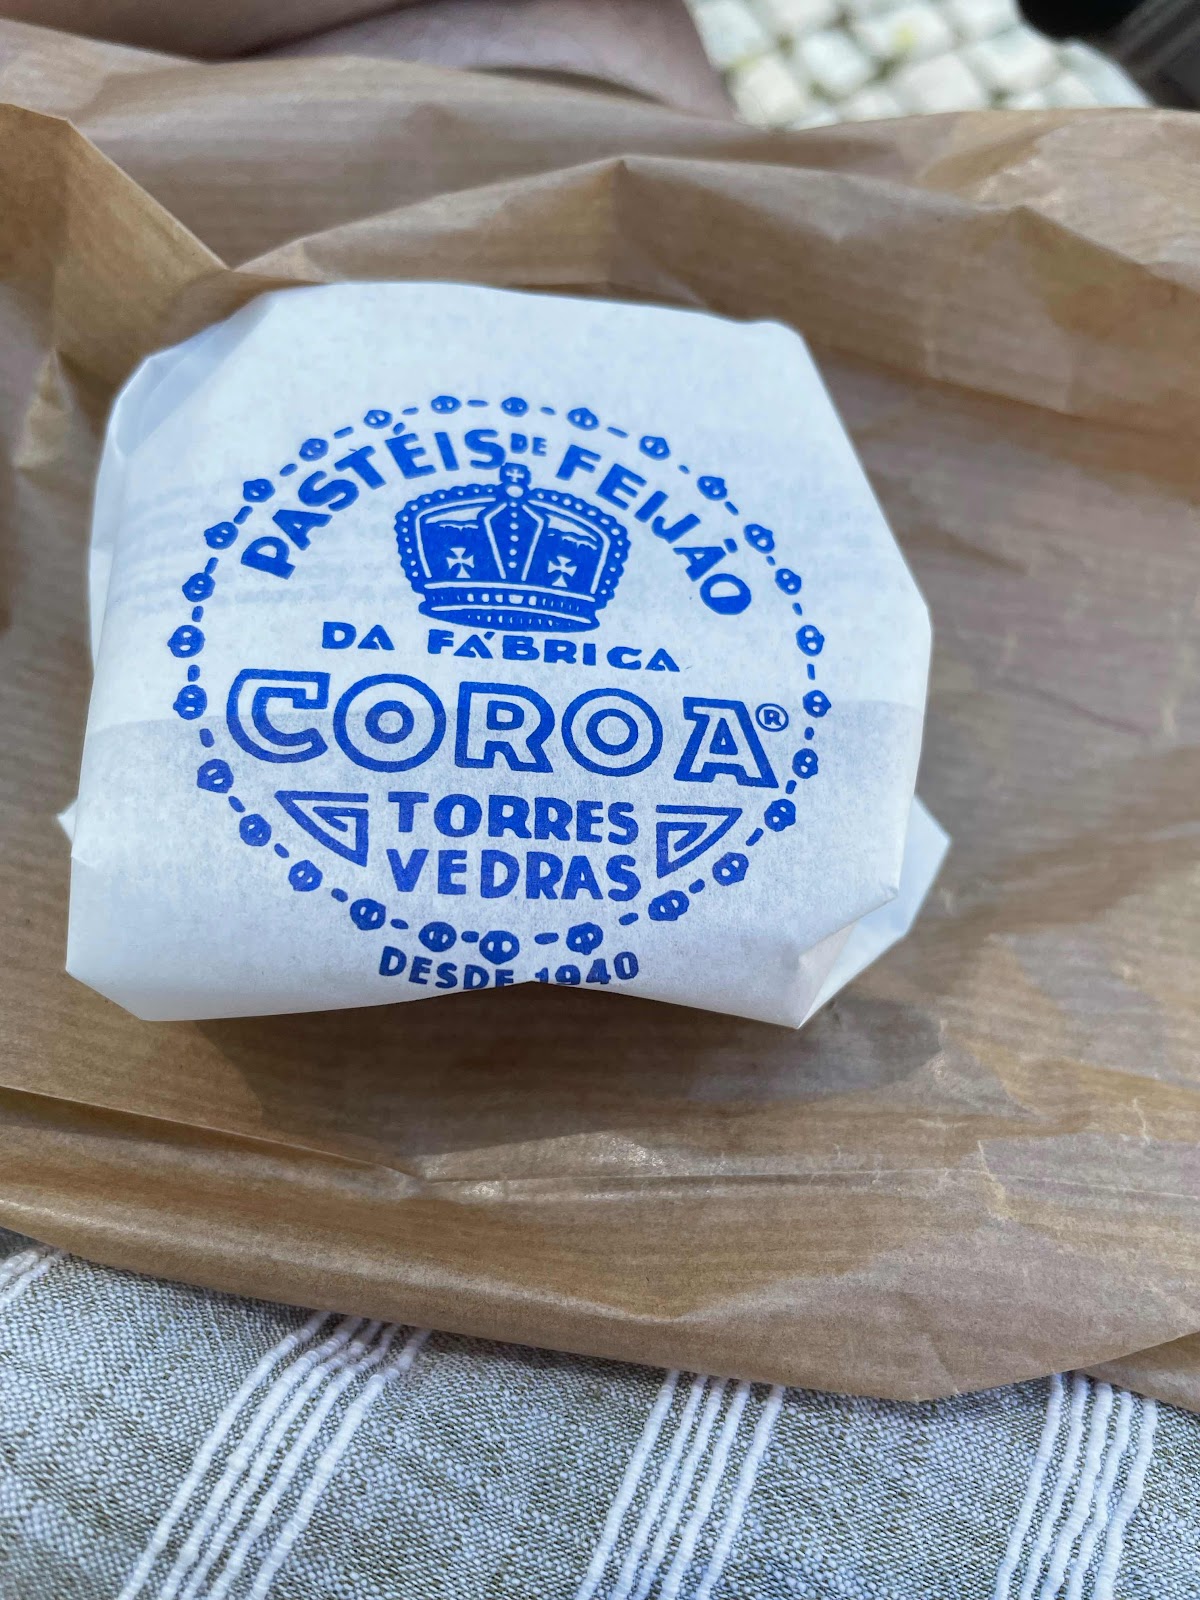 PASTÉIS DE FEIJÃO
DA FÁBRICA
COROA®
TORRES
VEDRAS
DESDE 1940